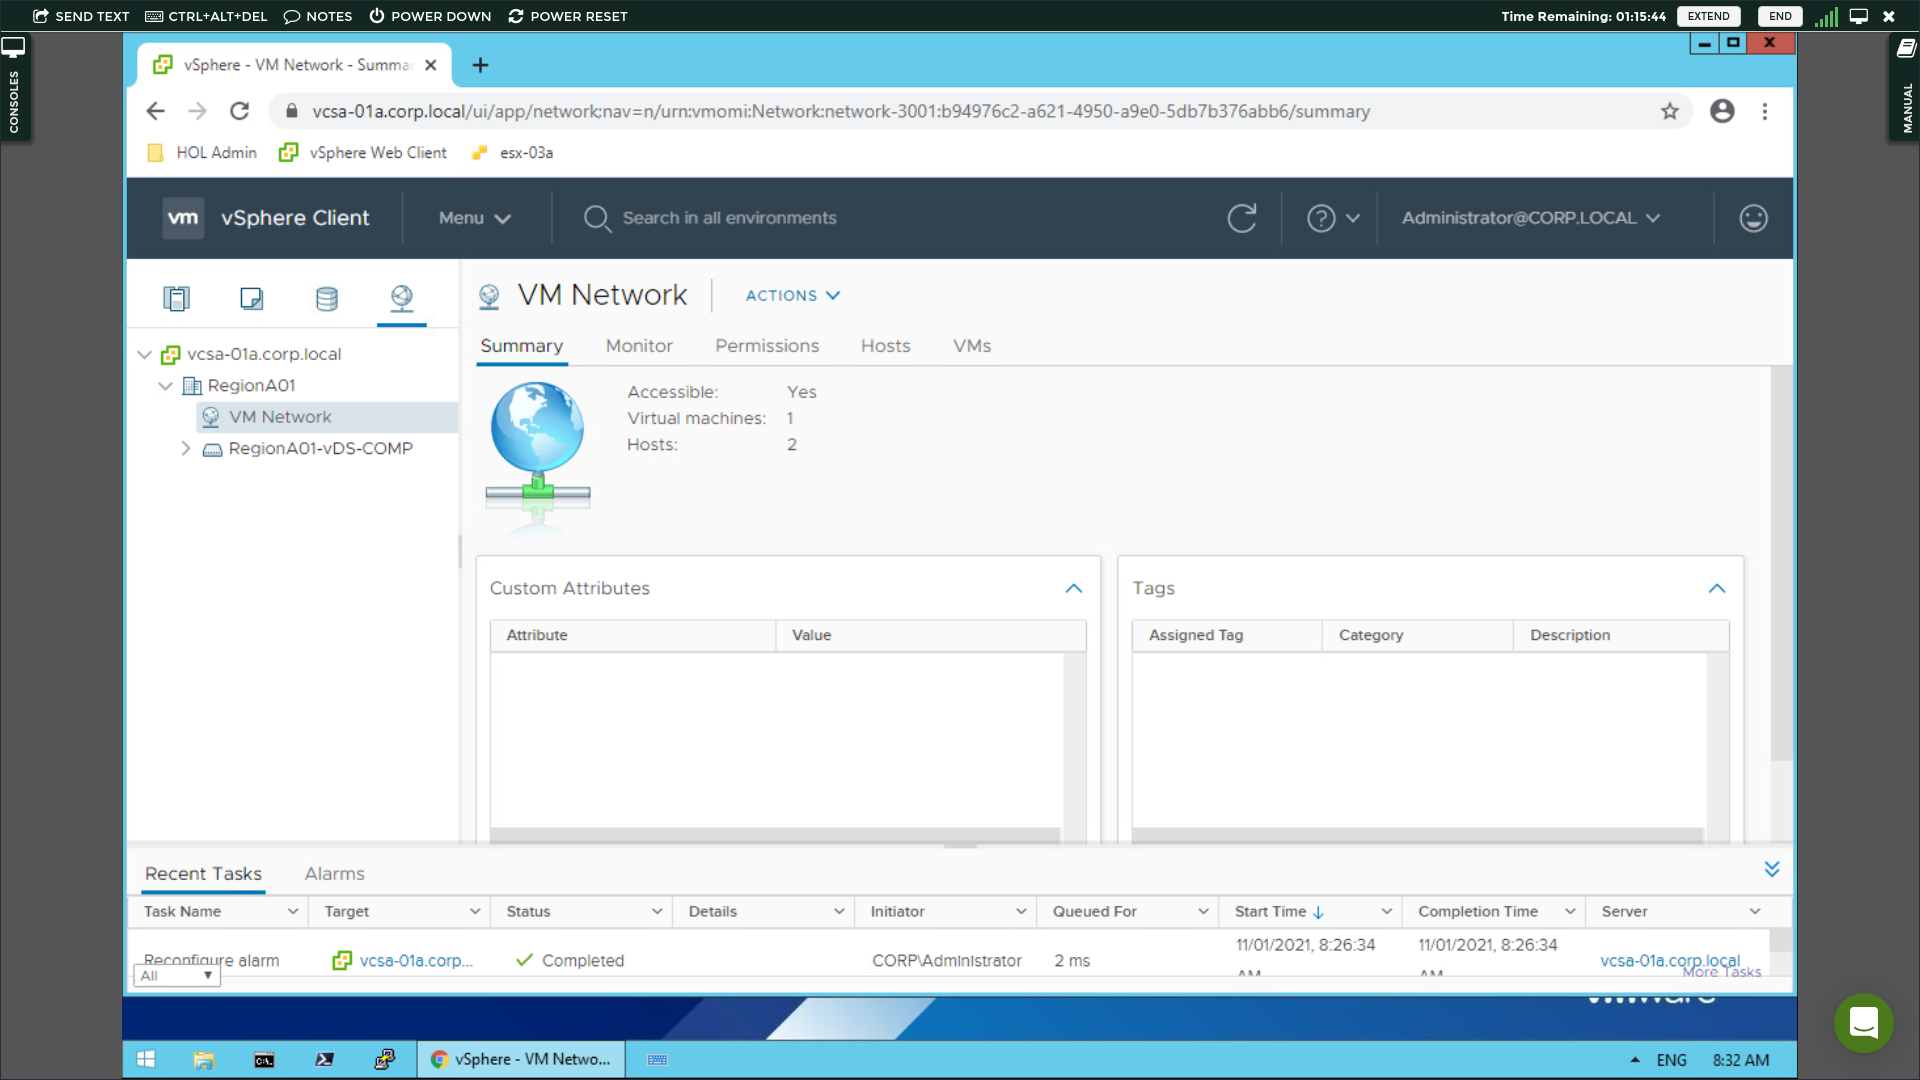 SEND TEXT CTRL+ALT+DEL NOTES POWER DOWN POWER RESET Time Remaining: 01:15:44 EXTEND END
CONSOLES
MANUAL
vSphere - VM Network - Summa
vcsa-01a.corp.local/ui/app/network;nav=n/urn:vmomi:Network:network-3001:b94976c2-a621-4950-a9e0-5db7b376abb6/summary
HOL Admin vSphere Web Client esx-03a
vm vSphere Client Menu Search in all environments ? Administrator@CORP.LOCAL
VM Network ACTIONS
Summary Monitor Permissions Hosts VMs
vcsa-01a.corp.local
RegionA01
VM Network
RegionA01-vDS-COMP
Accessible: Yes
Virtual machines: 1
Hosts: 2
Custom Attributes
Attribute Value
Tags
Assigned Tag Category Description
Recent Tasks Alarms
Task Name Target Status Details Initiator Queued For Start Time Completion Time Server
Reconfigure alarm vcsa-01a.corp... Completed CORP\Administrator 2 ms 11/01/2021, 8:26:34 AM 11/01/2021, 8:26:34 AM vcsa-01a.corp.local
All More Tasks
vmware
C:\.
vSphere - VM Netwo... ENG 8:32 AM